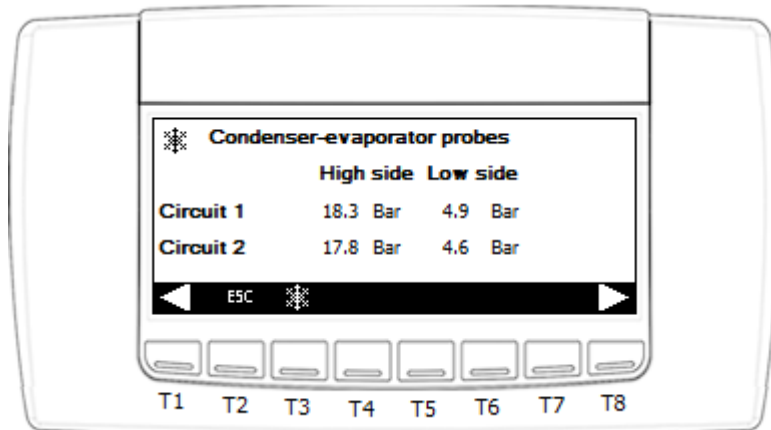 Condenser-evaporator probes
High side Low side
Circuit 1 18.3 Bar 4.9 Bar
Circuit 2 17.8 Bar 4.6 Bar
ESC
T1 T2 T3 T4 T5 T6 T7 T8